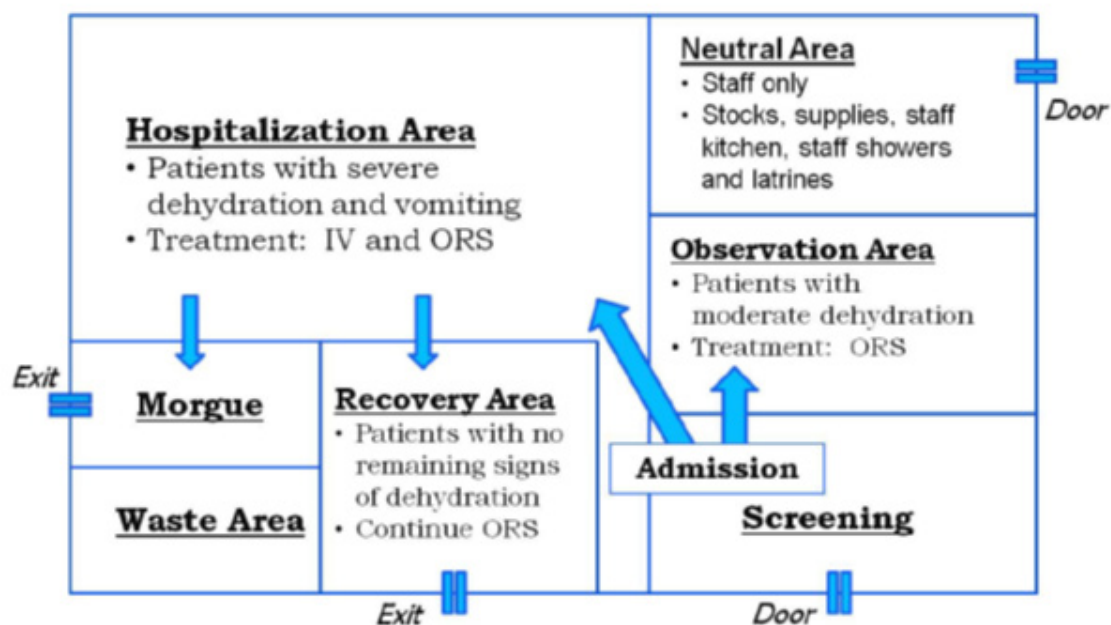 Neutral Area
• Staff only
• Stocks, supplies, staff
kitchen, staff showers
and latrines
Door
Hospitalization Area
• Patients with severe
dehydration and vomiting
• Treatment: IV and ORS
Observation Area
• Patients with
moderate dehydration
• Treatment: ORS
Exit
Morgue
Recovery Area
• Patients with no
remaining signs
of dehydration
• Continue ORS
Admission
Waste Area
Screening
Exit
Door